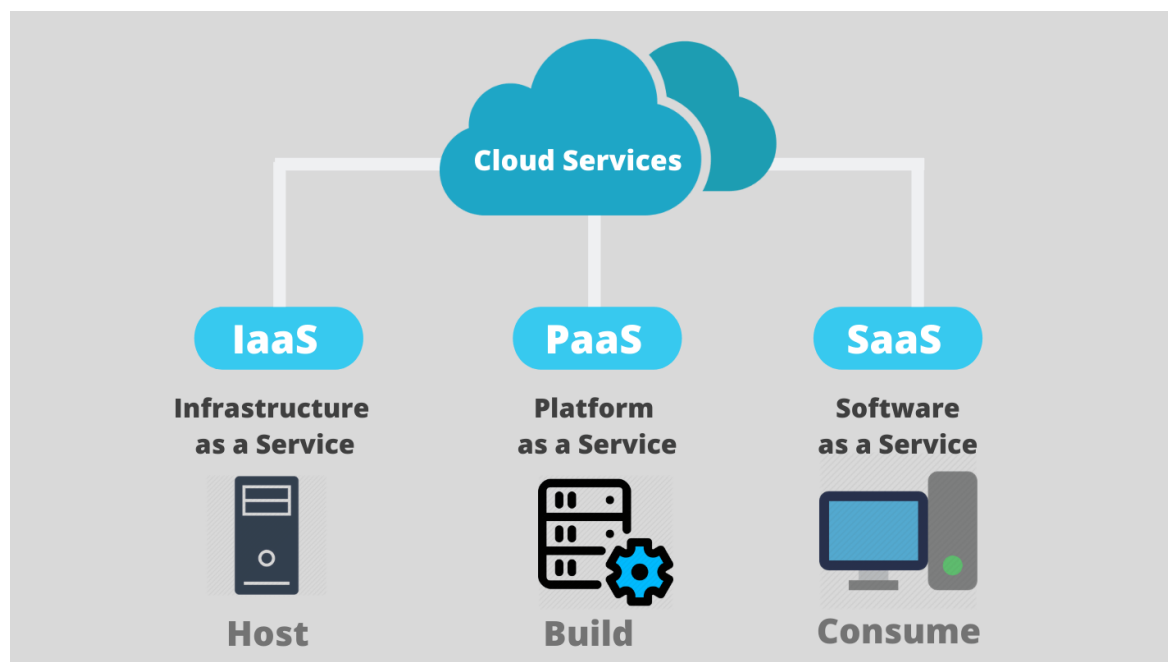 Cloud Services
IaaS
PaaS
SaaS
Infrastructure
as a Service
Platform
as a Service
Software
as a Service
Host
Build
Consume